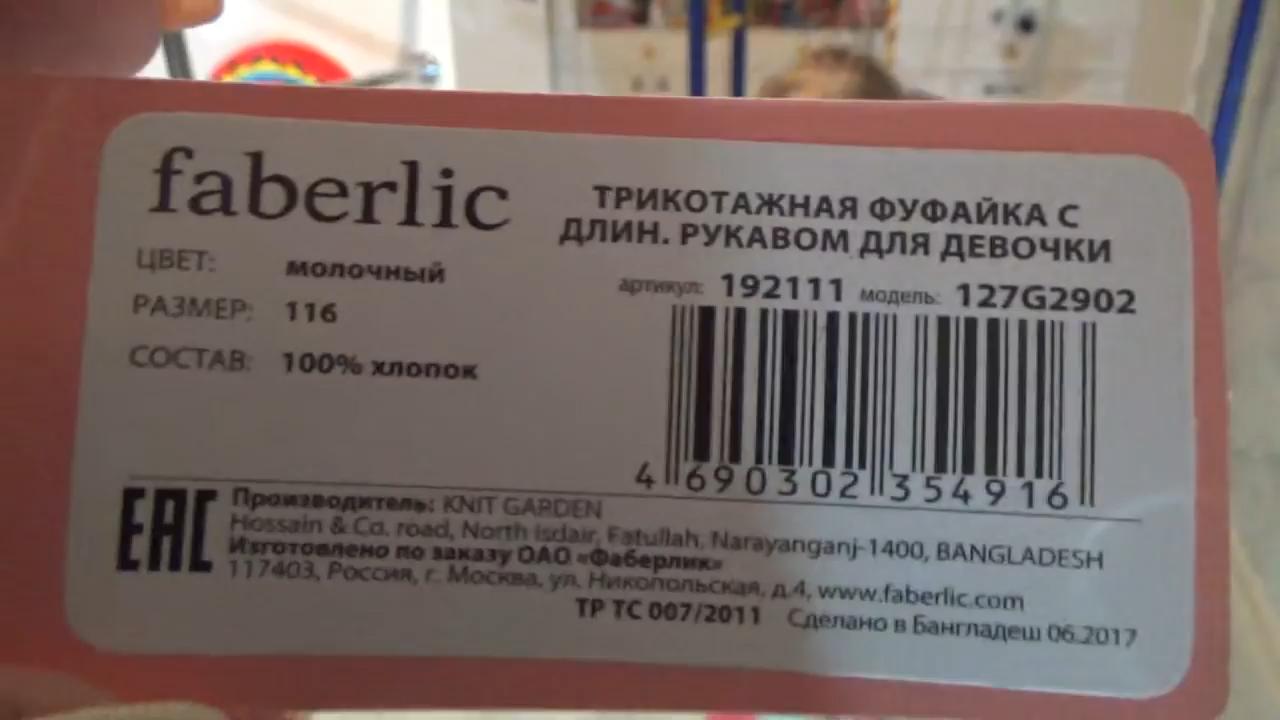 faberlic
ТРИКОТАЖНАЯ ФУФАЙКА С
ДЛИН. РУКАВОМ ДЛЯ ДЕВОЧКИ
ЦВЕТ: молочный
РАЗМЕР: 116
СОСТАВ: 100% хлопок
артикул: 192111 модель: 127G2902
4 690302 354916
EAC
Производитель: KNIT GARDEN
Hossain & Co. road, North Isdair, Fatullah, Narayanganj-1400, BANGLADESH
Изготовлено по заказу ОАО «Фаберлик»
117403, Россия, г. Москва, ул. Никопольская, д.4, www.faberlic.com
ТР ТС 007/2011 Сделано в Бангладеш 06.2017